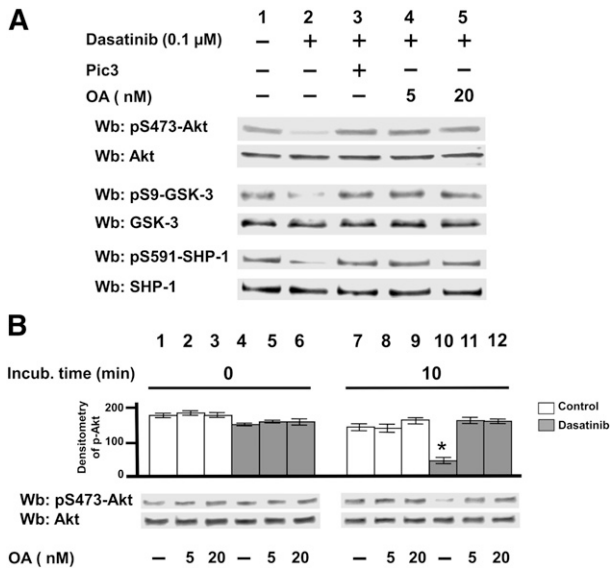 A
1 2 3 4 5
Dasatinib (0.1 µM) – + + + +
Pic3 – – + – –
OA ( nM) – – – 5 20
Wb: pS473-Akt
Wb: Akt
Wb: pS9-GSK-3
Wb: GSK-3
Wb: pS591-SHP-1
Wb: SHP-1
B
1 2 3 4 5 6 7 8 9 10 11 12
Incub. time (min) 0 10
Densitometry
of p-Akt
200
100
0
*
Control
Dasatinib
Wb: pS473-Akt
Wb: Akt
OA ( nM) – 5 20 – 5 20 – 5 20 – 5 20